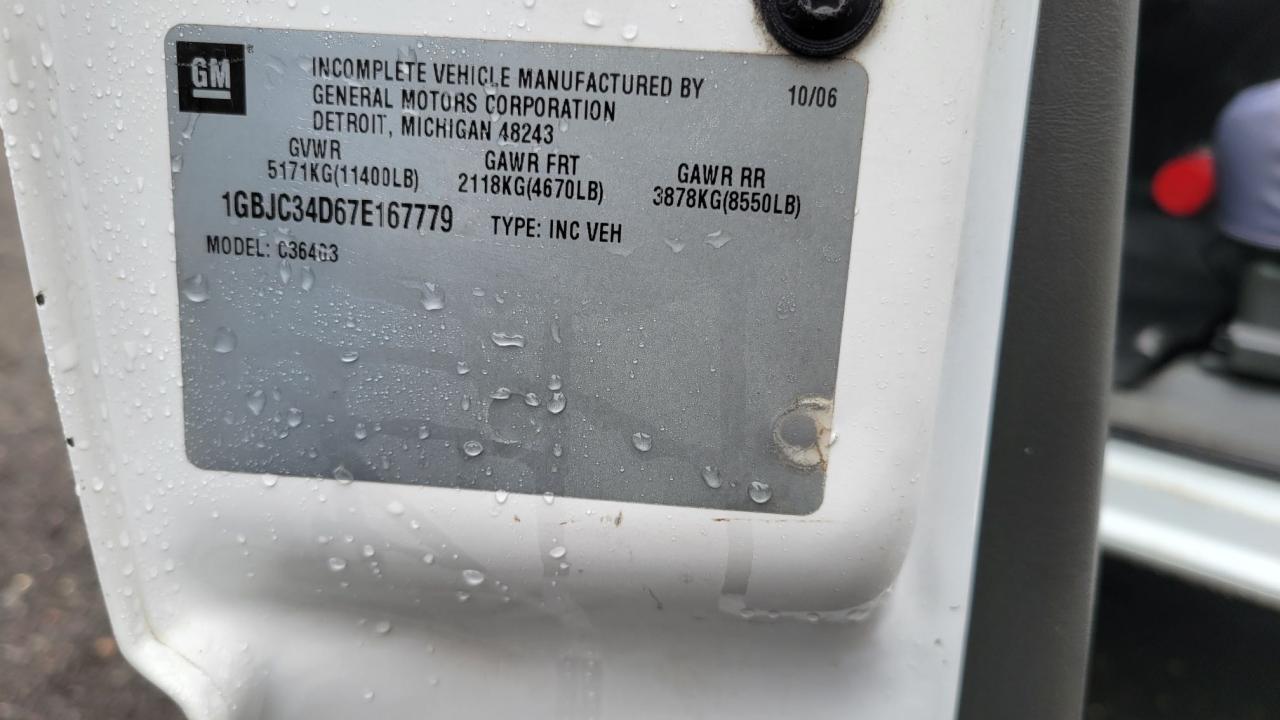 GM
INCOMPLETE VEHICLE MANUFACTURED BY
GENERAL MOTORS CORPORATION
DETROIT, MICHIGAN 48243
10/06
GVWR
5171KG(11400LB)
GAWR FRT
2118KG(4670LB)
GAWR RR
3878KG(8550LB)
1GBJC34D67E167779
TYPE: INC VEH
MODEL: